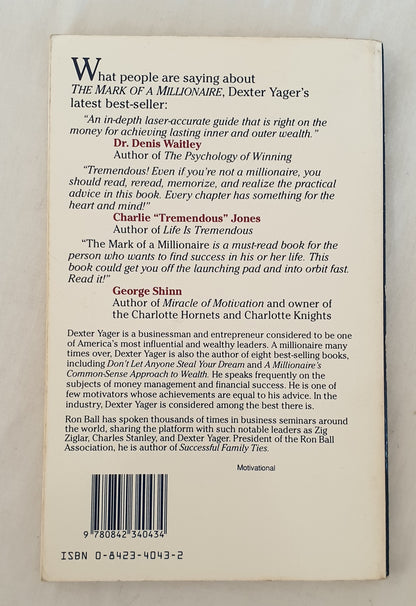 What people are saying about
THE MARK OF A MILLIONAIRE, Dexter Yager's
latest best-seller:
"An in-depth laser-accurate guide that is right on the
money for achieving lasting inner and outer wealth."
Dr. Denis Waitley
Author of The Psychology of Winning
"Tremendous! Even if you're not a millionaire, you
should read, reread, memorize, and realize the practical
advice in this book. Every chapter has something for the
heart and mind!"
Charlie "Tremendous" Jones
Author of Life Is Tremendous
"The Mark of a Millionaire is a must-read book for the
person who wants to find success in his or her life. This
book could get you off the launching pad and into orbit fast.
Read it!"
George Shinn
Author of Miracle of Motivation and owner of
the Charlotte Hornets and Charlotte Knights
Dexter Yager is a businessman and entrepreneur considered to be one
of America's most influential and wealthy leaders. A millionaire many
times over, Dexter Yager is also the author of eight best-selling books,
including Don't Let Anyone Steal Your Dream and A Millionaire's
Common-Sense Approach to Wealth. He speaks frequently on the
subjects of money management and financial success. He is one of
few motivators whose achievements are equal to his advice. In the
industry, Dexter Yager is considered among the best there is.
Ron Ball has spoken thousands of times in business seminars around
the world, sharing the platform with such notable leaders as Zig
Ziglar, Charles Stanley, and Dexter Yager. President of the Ron Ball
Association, he is author of Successful Family Ties.
Motivational
9 780842 340434
ISBN 0-8423-4043-2